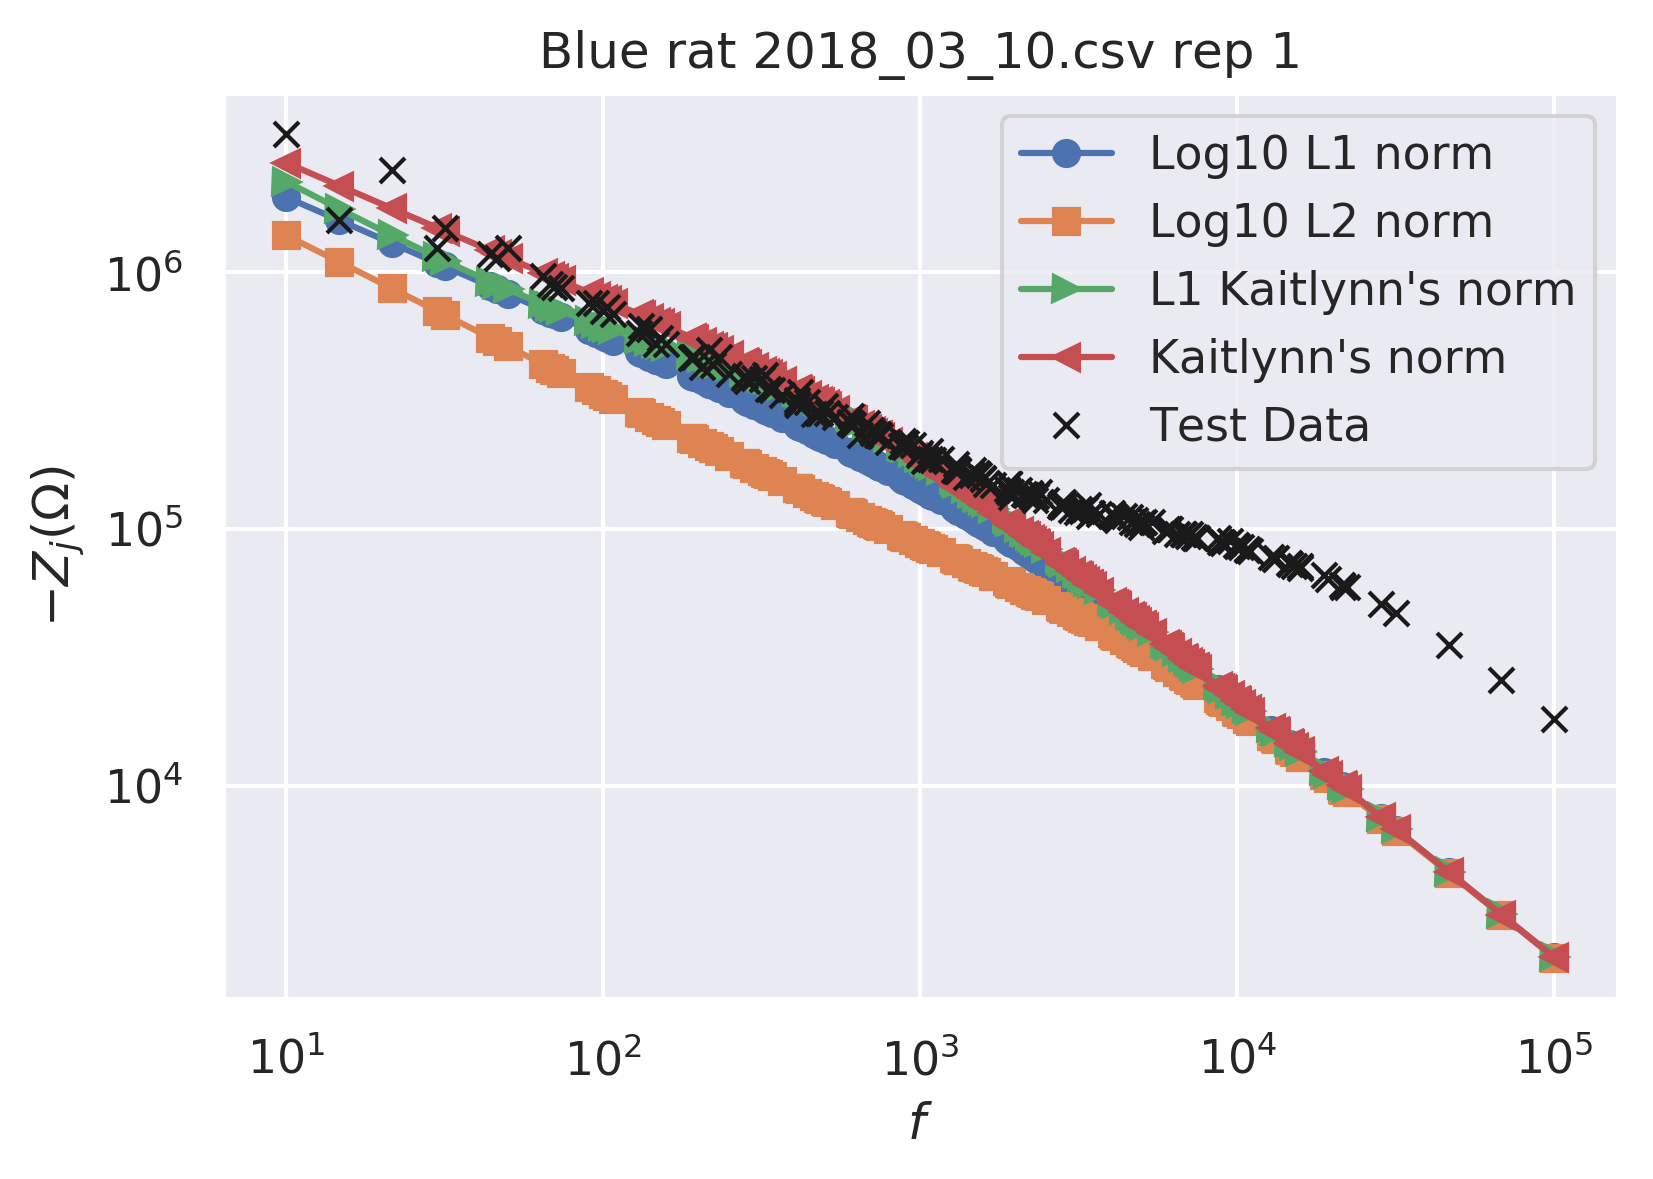 Blue rat 2018_03_10.csv rep 1
Log10 L1 norm
Log10 L2 norm
L1 Kaitlynn's norm
Kaitlynn's norm
Test Data
−Z_j(Ω)
10^6
10^5
10^4
10^1 10^2 10^3 10^4 10^5
f